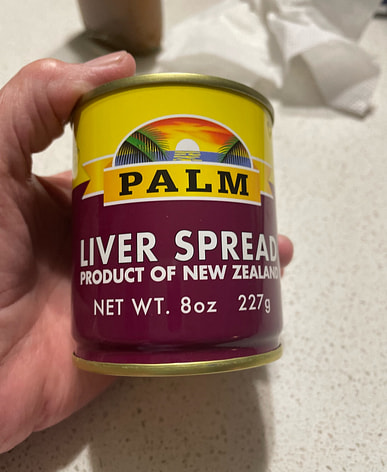 PALM
LIVER SPREAD
PRODUCT OF NEW ZEALAND
NET WT. 8oz 227g